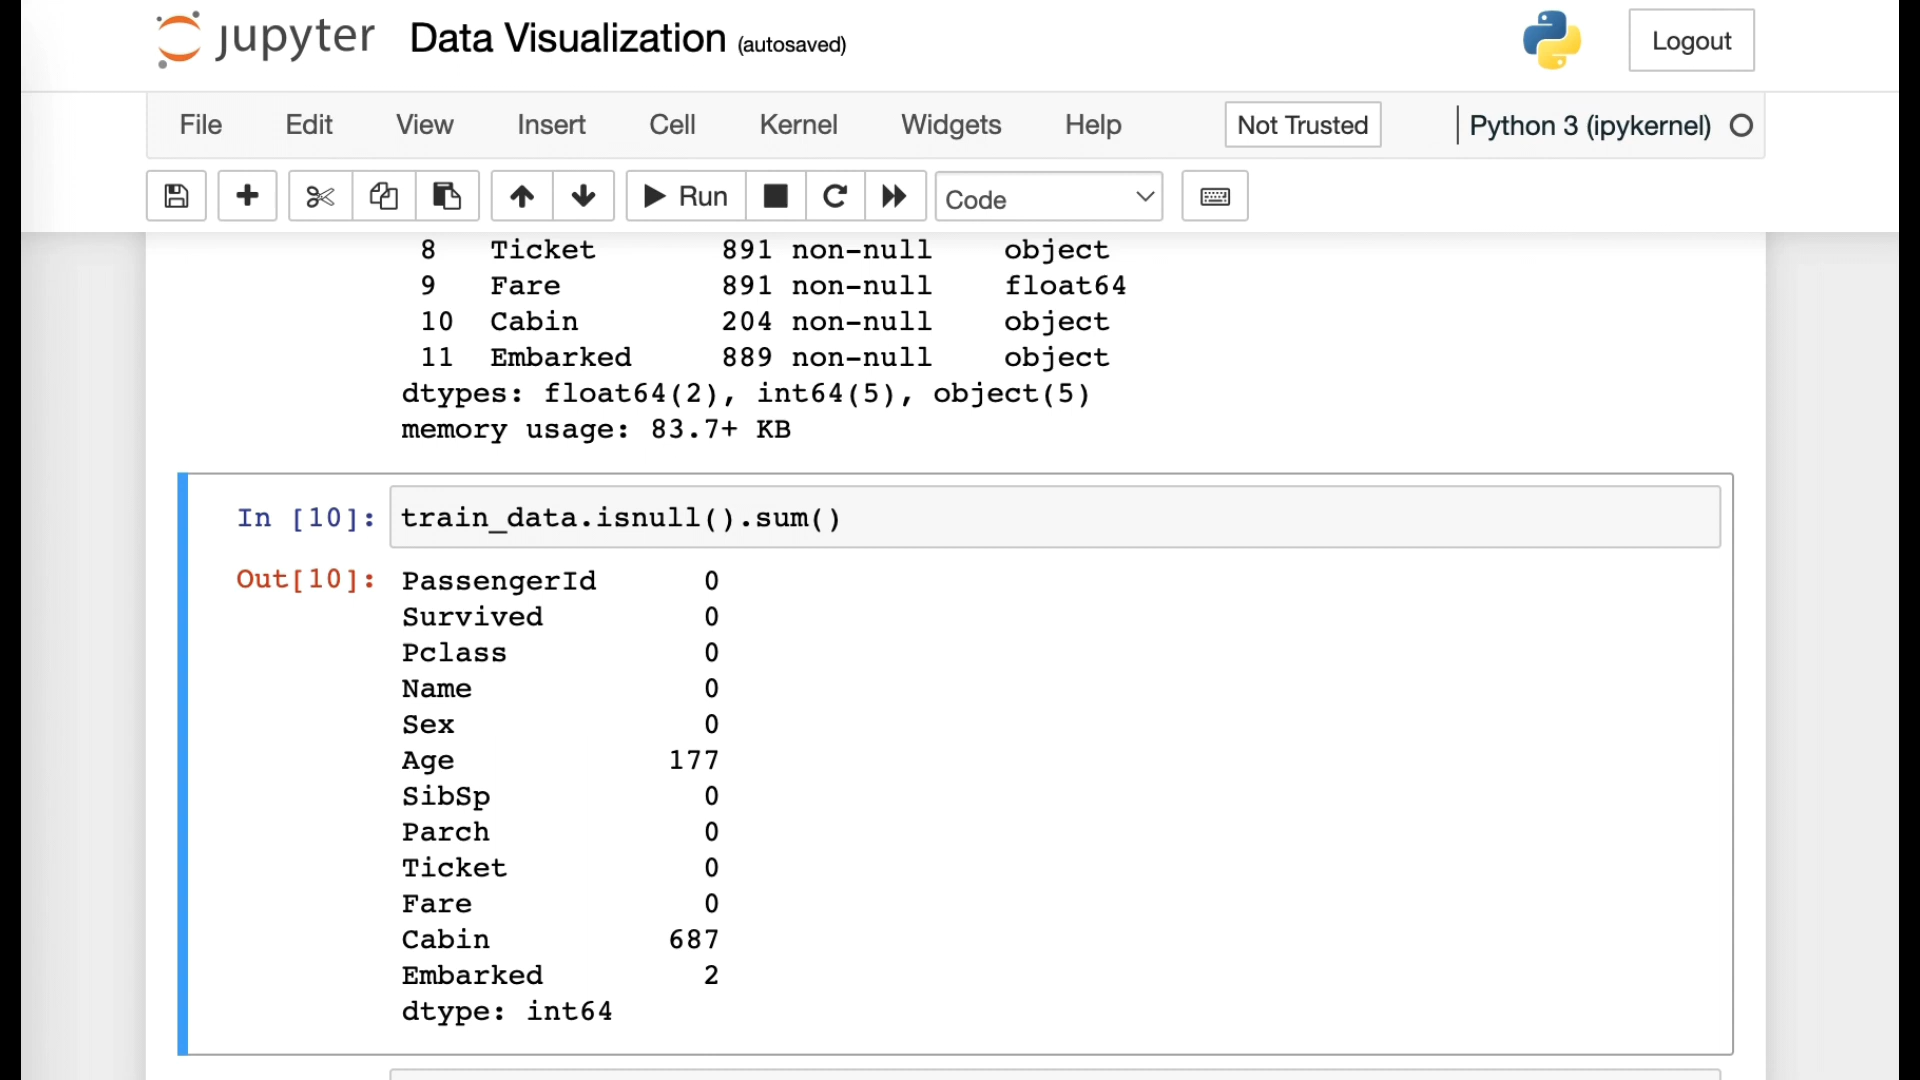 jupyter Data Visualization (autosaved) Logout
File Edit View Insert Cell Kernel Widgets Help Not Trusted Python 3 (ipykernel)
Run Code
8 Ticket 891 non-null object
9 Fare 891 non-null float64
10 Cabin 204 non-null object
11 Embarked 889 non-null object
dtypes: float64(2), int64(5), object(5)
memory usage: 83.7+ KB
In [10]: train_data.isnull().sum()
Out[10]: PassengerId 0
Survived 0
Pclass 0
Name 0
Sex 0
Age 177
SibSp 0
Parch 0
Ticket 0
Fare 0
Cabin 687
Embarked 2
dtype: int64